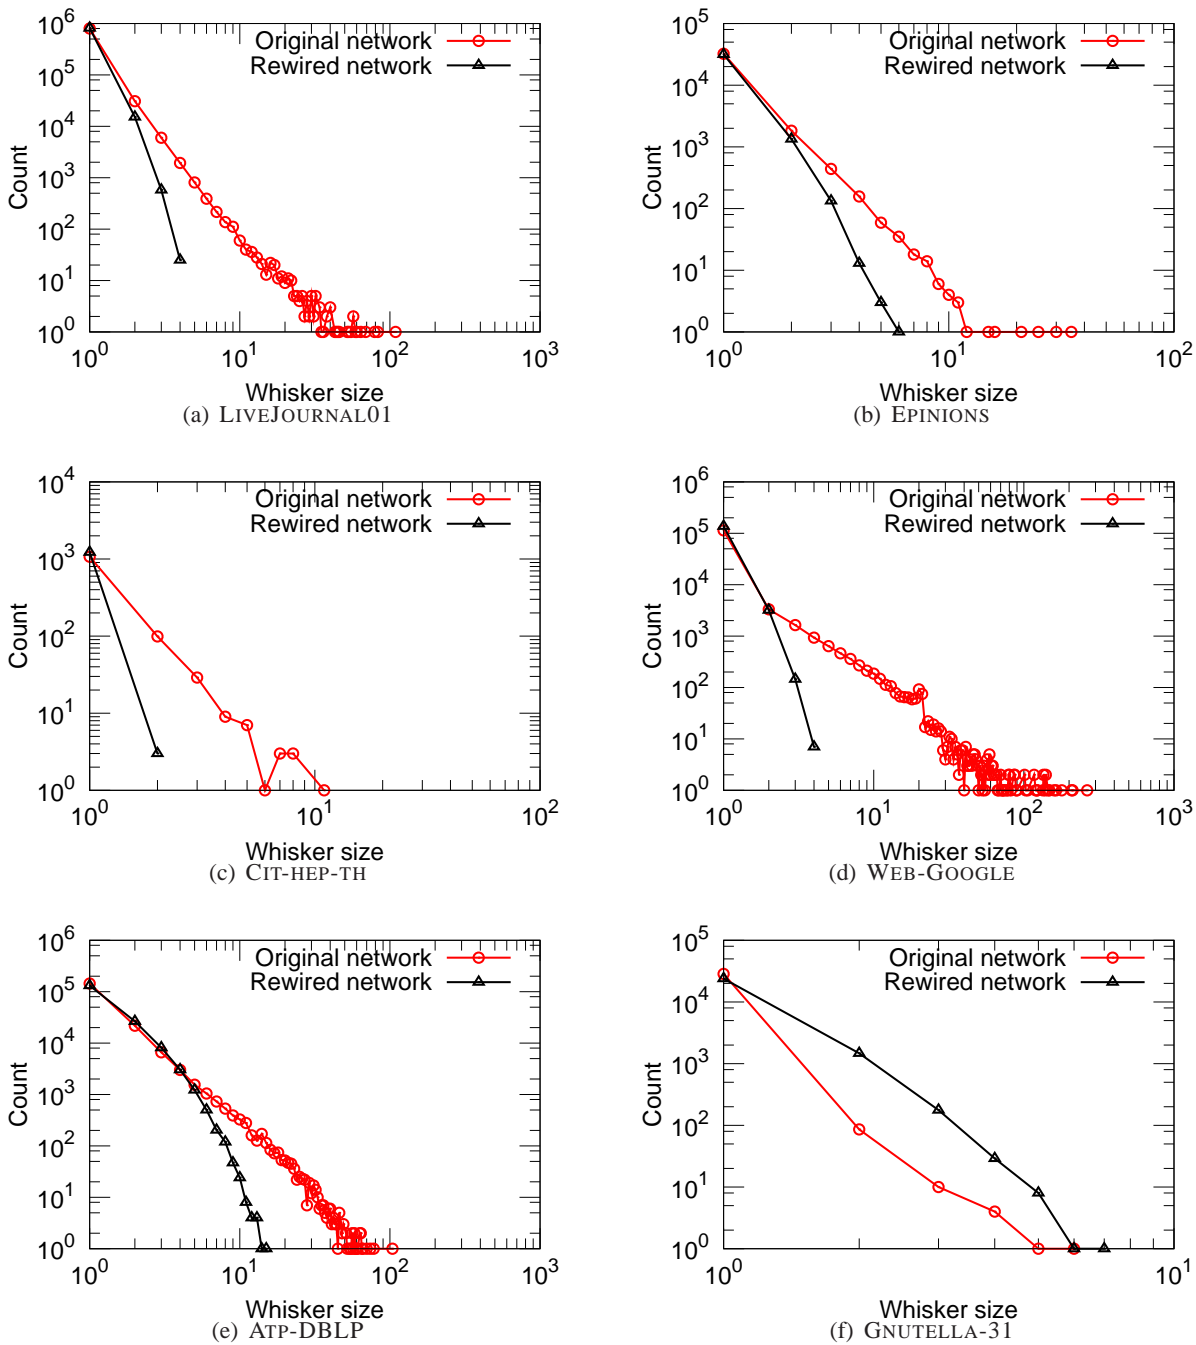 Original network
Rewired network
Count
10^0
10^1
10^2
10^3
10^4
10^5
10^6
10^0
10^1
10^2
10^3
Whisker size
(a) LIVEJOURNAL01
Original network
Rewired network
Count
10^0
10^1
10^2
10^3
10^4
10^5
10^0
10^1
10^2
Whisker size
(b) EPINIONS
Original network
Rewired network
Count
10^0
10^1
10^2
10^3
10^4
10^0
10^1
10^2
Whisker size
(c) CIT-HEP-TH
Original network
Rewired network
Count
10^0
10^1
10^2
10^3
10^4
10^5
10^6
10^0
10^1
10^2
10^3
Whisker size
(d) WEB-GOOGLE
Original network
Rewired network
Count
10^0
10^1
10^2
10^3
10^4
10^5
10^6
10^0
10^1
10^2
10^3
Whisker size
(e) ATP-DBLP
Original network
Rewired network
Count
10^0
10^1
10^2
10^3
10^4
10^5
10^0
10^1
Whisker size
(f) GNUTELLA-31